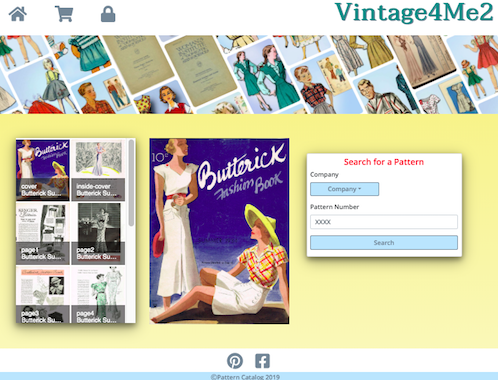 Vintage4Me2
cover
Butterick Su...
inside-cover
Butterick Su...
page1
Butterick Su...
page2
Butterick Su...
page3
Butterick Su...
page4
Butterick Su...
10¢
Butterick
Fashion Book
Search for a Pattern
Company
Company
Pattern Number
XXXX
Search
©Pattern Catalog 2019